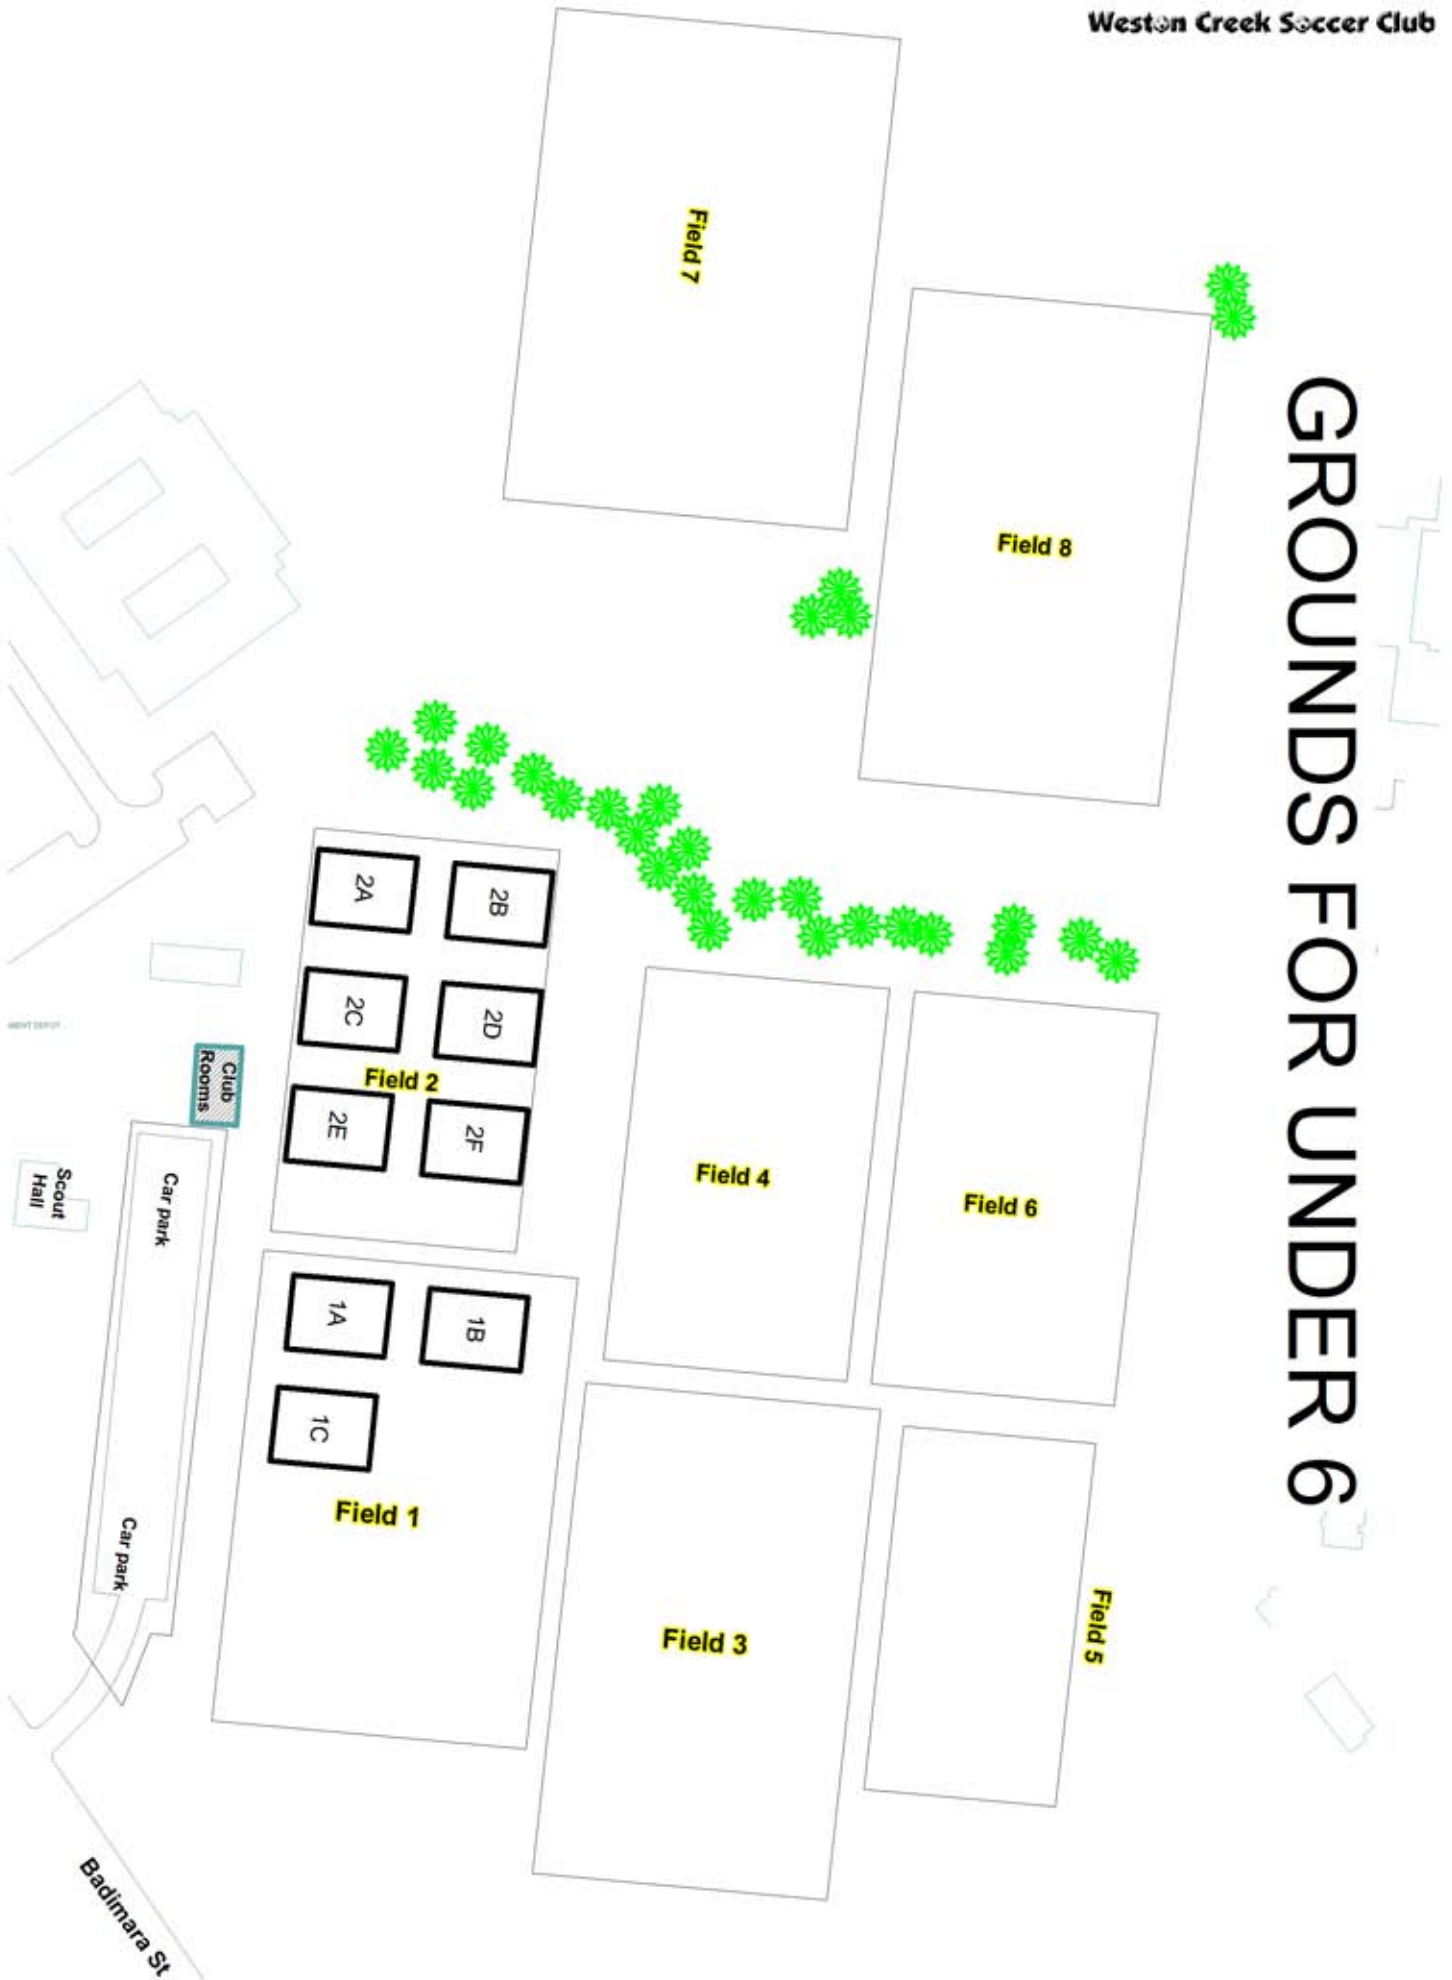 Weston Creek Soccer Club
GROUNDS FOR UNDER 6
Field 7
Field 8
2A
2B
2C
2D
Field 2
2E
2F
Club
Rooms
Scout
Hall
Car park
Field 4
Field 6
1A
1B
1C
Field 1
Car park
Field 3
Field 5
Badimara St